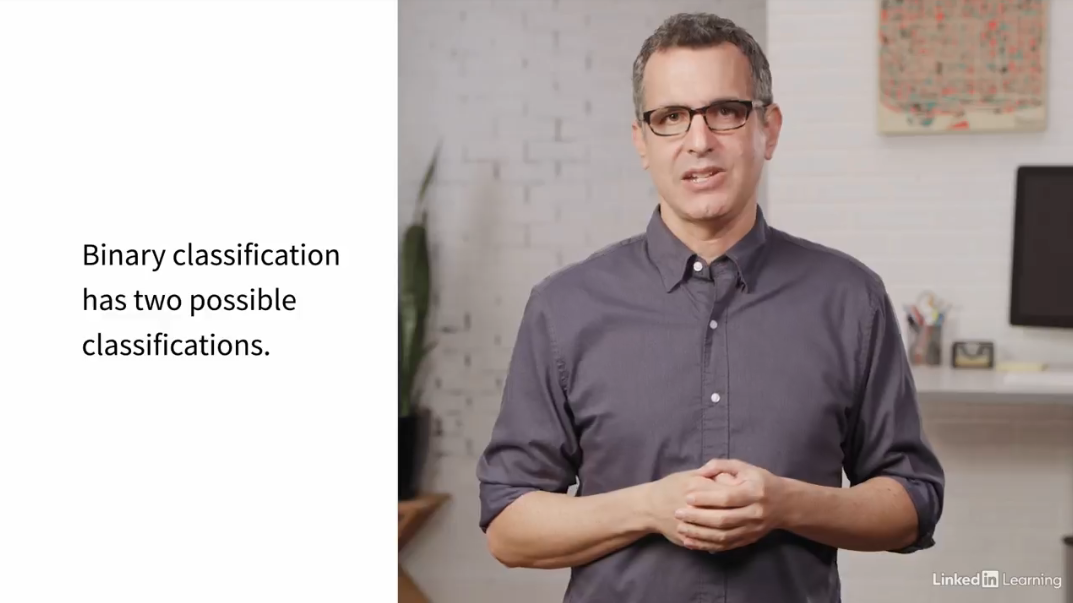 Binary classification
has two possible
classifications.
LinkedIn Learning